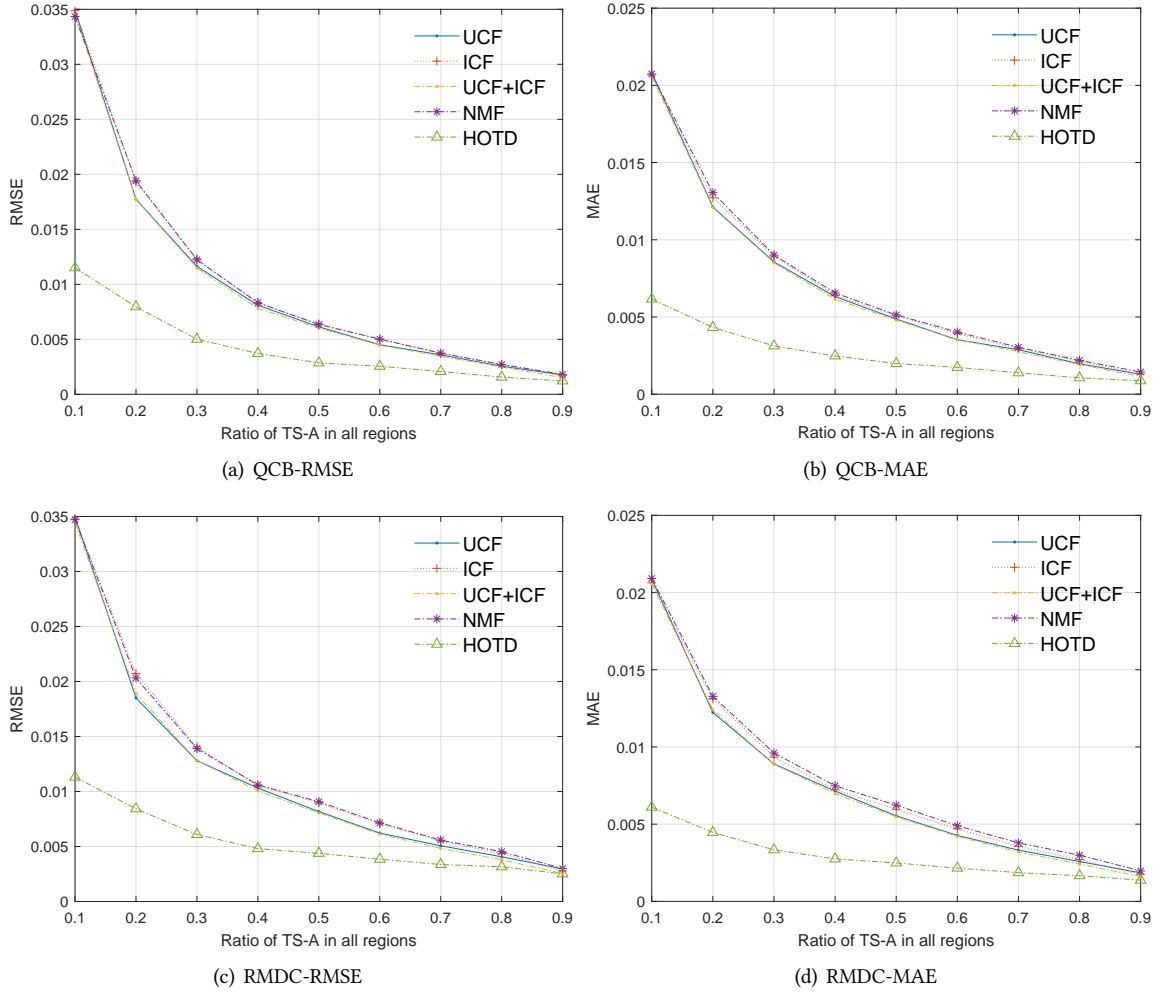 0.035
0.03
0.025
0.02
0.015
0.01
0.005
0
RMSE
UCF
ICF
UCF+ICF
NMF
HOTD
0.1 0.2 0.3 0.4 0.5 0.6 0.7 0.8 0.9
Ratio of TS-A in all regions
(a) QCB-RMSE
0.025
0.02
0.015
0.01
0.005
0
MAE
UCF
ICF
UCF+ICF
NMF
HOTD
0.1 0.2 0.3 0.4 0.5 0.6 0.7 0.8 0.9
Ratio of TS-A in all regions
(b) QCB-MAE
0.035
0.03
0.025
0.02
0.015
0.01
0.005
0
RMSE
UCF
ICF
UCF+ICF
NMF
HOTD
0.1 0.2 0.3 0.4 0.5 0.6 0.7 0.8 0.9
Ratio of TS-A in all regions
(c) RMDC-RMSE
0.025
0.02
0.015
0.01
0.005
0
MAE
UCF
ICF
UCF+ICF
NMF
HOTD
0.1 0.2 0.3 0.4 0.5 0.6 0.7 0.8 0.9
Ratio of TS-A in all regions
(d) RMDC-MAE